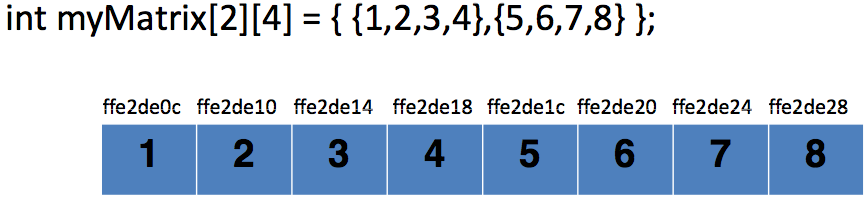 int myMatrix[2][4] = { {1,2,3,4},{5,6,7,8} };
ffe2de0c ffe2de10 ffe2de14 ffe2de18 ffe2de1c ffe2de20 ffe2de24 ffe2de28
1 2 3 4 5 6 7 8